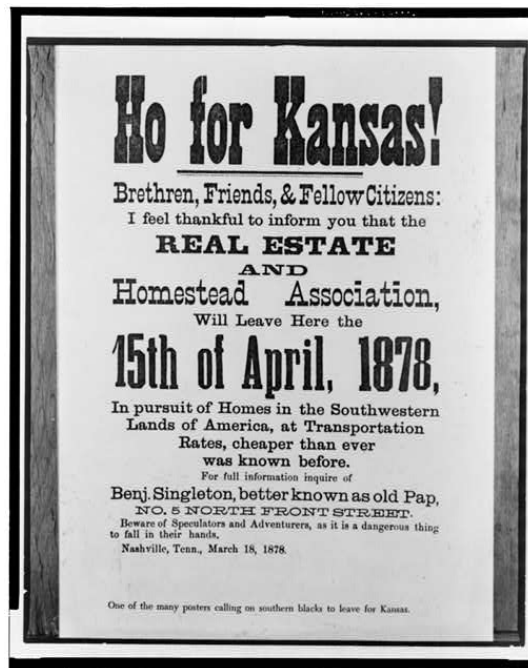 Ho for Kansas!
Brethren, Friends, & Fellow Citizens:
I feel thankful to inform you that the
REAL ESTATE
AND
Homestead Association,
Will Leave Here the
15th of April, 1878,
In pursuit of Homes in the Southwestern
Lands of America, at Transportation
Rates, cheaper than ever
was known before.
For full information inquire of
Benj. Singleton, better known as old Pap,
NO. 5 NORTH FRONT STREET.
Beware of Speculators and Adventurers, as it is a dangerous thing
to fall in their hands.
Nashville, Tenn., March 18, 1878.
One of the many posters calling on southern blacks to leave for Kansas.